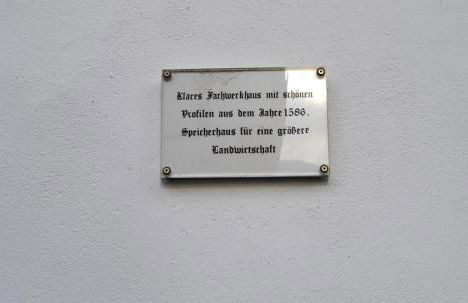 Klares Fachwerkhaus mit schönen
Profilen aus dem Jahre 1586.
Speicherhaus für eine größere
Landwirtschaft